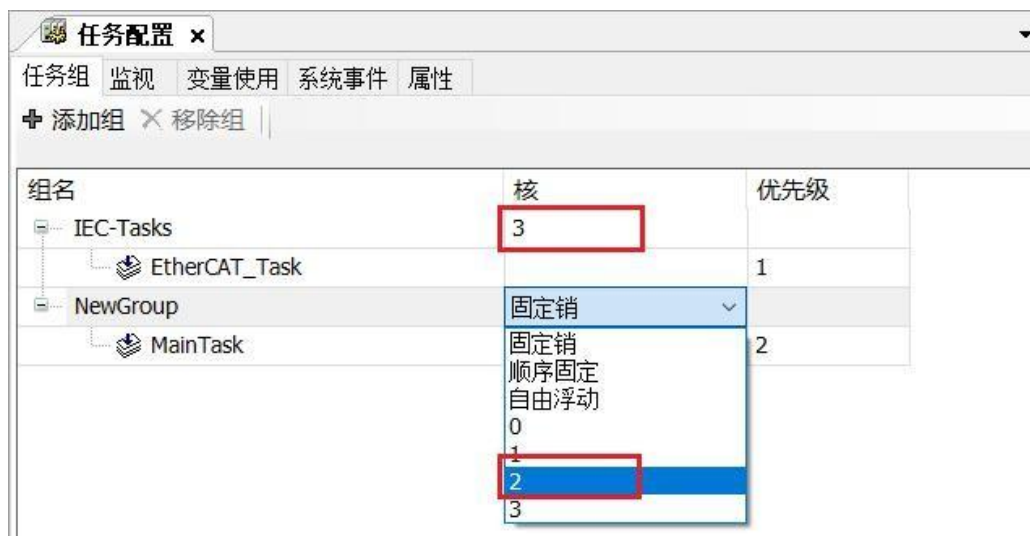 任务配置 ×
任务组 监视 变量使用 系统事件 属性
添加组 移除组
组名 核 优先级
IEC-Tasks 3
EtherCAT_Task 1
NewGroup 固定销
MainTask 固定销 2
顺序固定
自由浮动
0
1
2
3